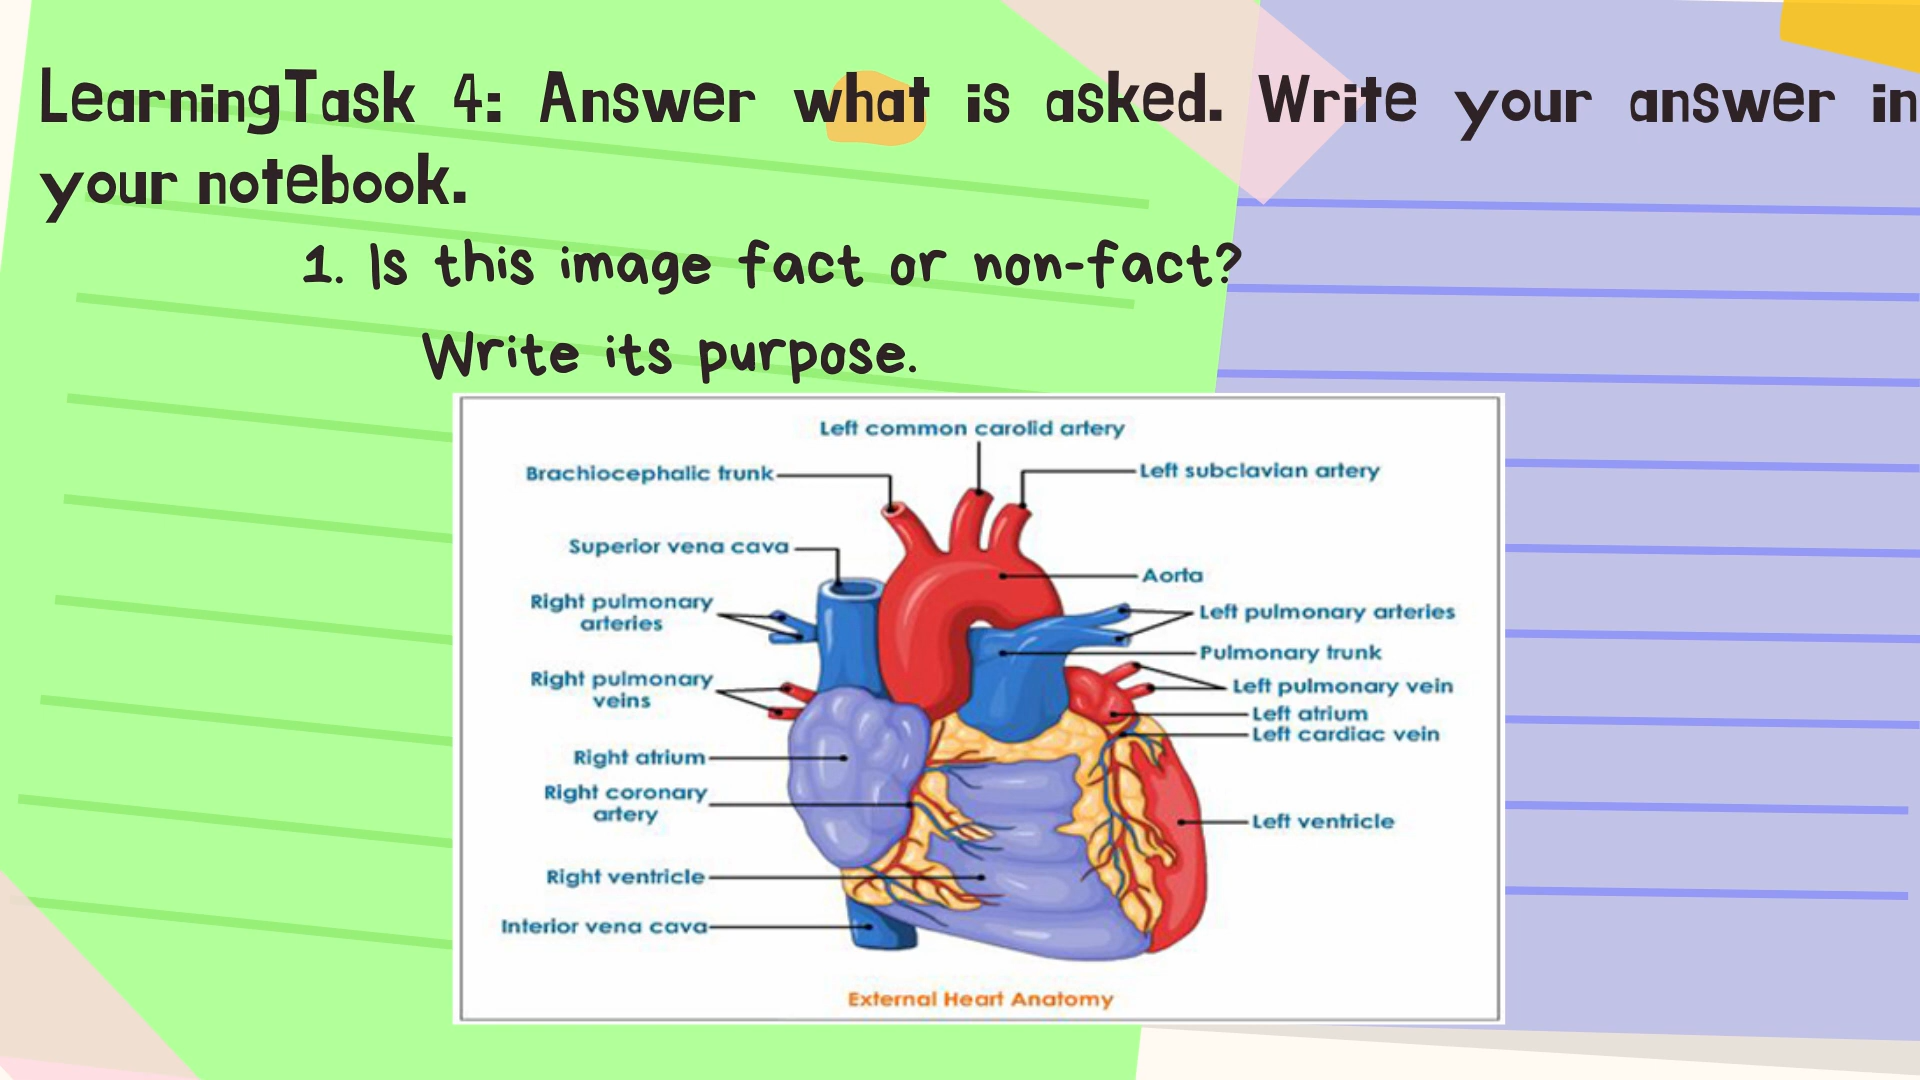 LearningTask 4: Answer what is asked. Write your answer in
your notebook.
1. Is this image fact or non-fact?
Write its purpose.
Left common carolid artery
Brachiocephalic trunk
Left subclavian artery
Superior vena cava
Aorta
Right pulmonary
arteries
Left pulmonary arteries
Pulmonary trunk
Right pulmonary
veins
Left pulmonary vein
Left atrium
Left cardiac vein
Right atrium
Right coronary
artery
Left ventricle
Right ventricle
Interior vena cava
External Heart Anatomy